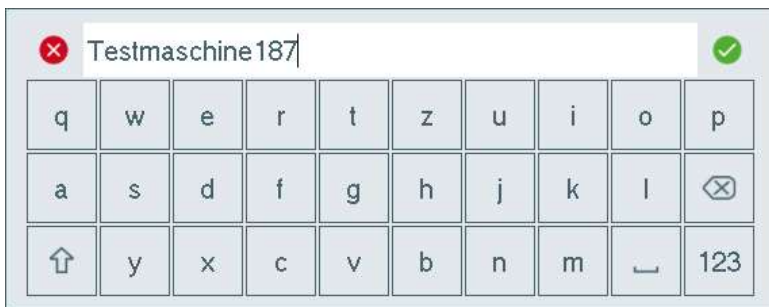 Testmaschine187
q w e r t z u i o p
a s d f g h j k l
y x c v b n m 123